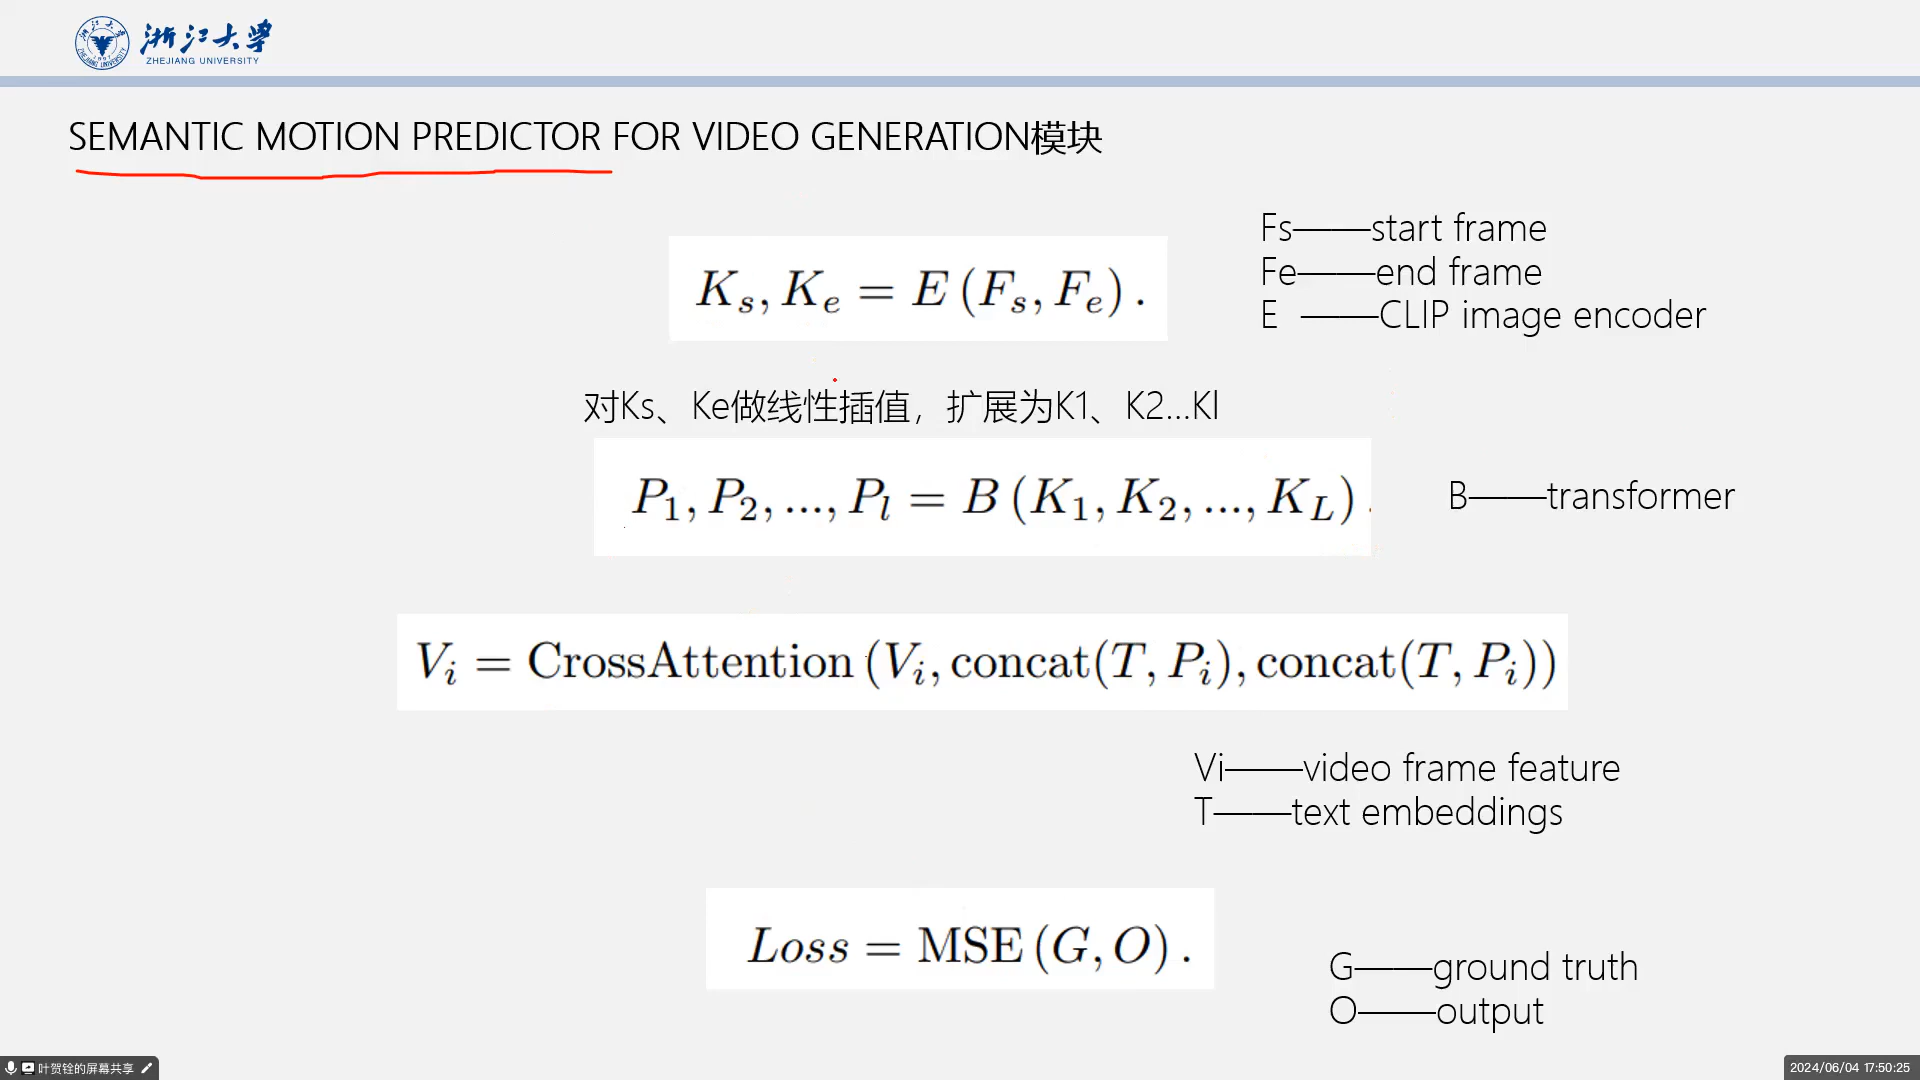 浙江大学
ZHEJIANG UNIVERSITY
SEMANTIC MOTION PREDICTOR FOR VIDEO GENERATION模块
Fs——start frame
Fe——end frame
E ——CLIP image encoder
K_s, K_e = E (F_s, F_e) .
对Ks、Ke做线性插值，扩展为K1、K2...Kl
P_1, P_2, ..., P_l = B (K_1, K_2, ..., K_L) .
B——transformer
V_i = CrossAttention (V_i, concat(T, P_i), concat(T, P_i))
Vi——video frame feature
T——text embeddings
Loss = MSE (G, O) .
G——ground truth
O——output
叶贺铨的屏幕共享
2024/06/04 17:50:25